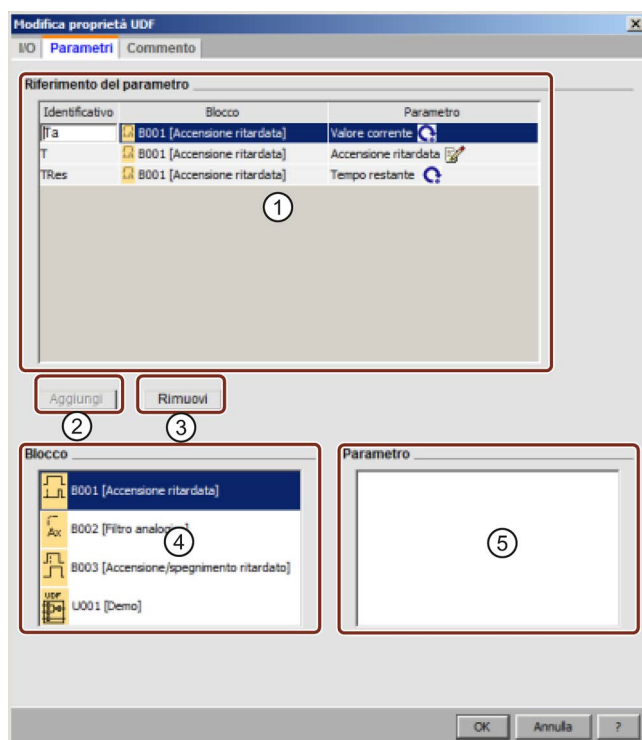 Modifica proprietà UDF
I/O Parametri Commento
Riferimento del parametro
Identificativo Blocco Parametro
Ta B001 [Accensione ritardata] Valore corrente
T B001 [Accensione ritardata] Accensione ritardata
TRes B001 [Accensione ritardata] Tempo restante
1
Aggiungi Rimuovi
2 3
Blocco Parametro
B001 [Accensione ritardata]
Ax B002 [Filtro analogico]
4 5
B003 [Accensione/spegnimento ritardato]
UDF U001 [Demo]
OK Annulla ?